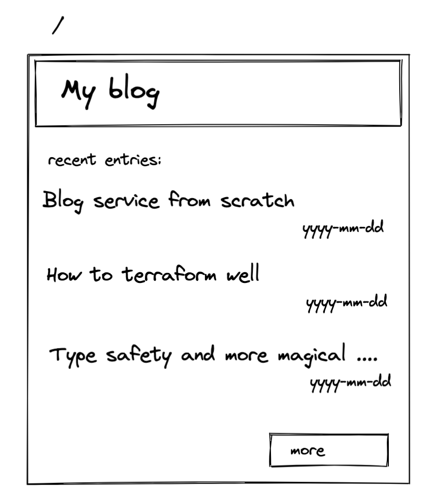 /
My blog
recent entries:
Blog service from scratch
yyyy-mm-dd
How to terraform well
yyyy-mm-dd
Type safety and more magical ....
yyyy-mm-dd
more